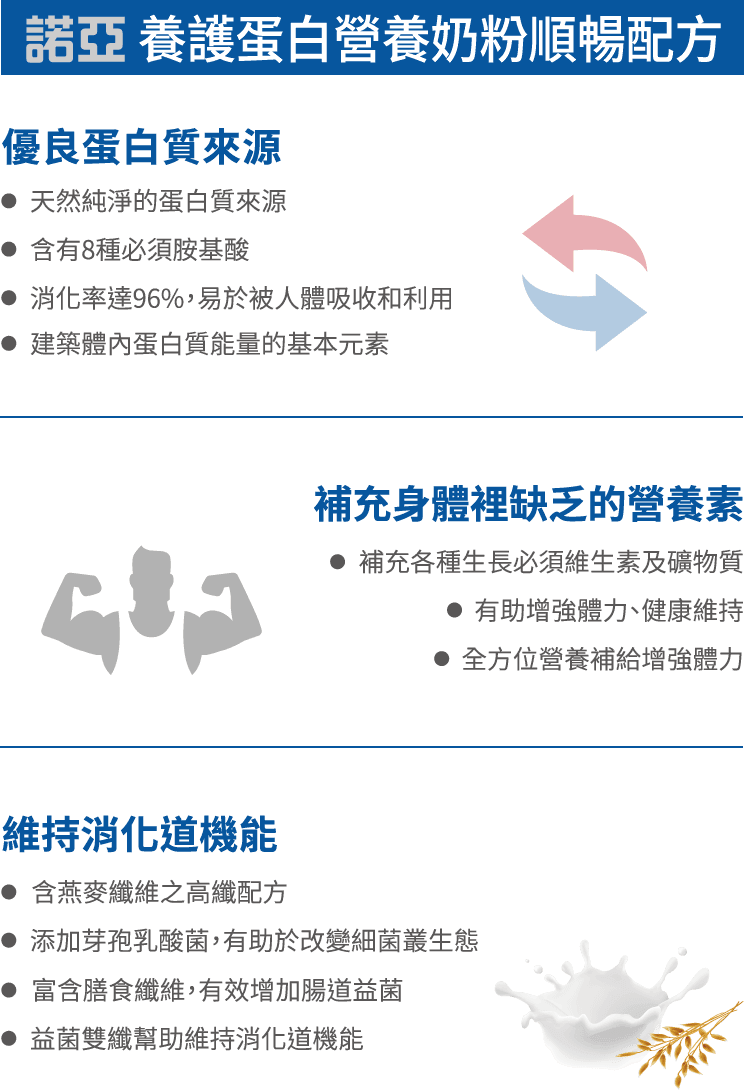 諾亞 養護蛋白營養奶粉順暢配方
優良蛋白質來源
● 天然純淨的蛋白質來源
● 含有8種必須胺基酸
● 消化率達96%，易於被人體吸收和利用
● 建築體內蛋白質能量的基本元素
補充身體裡缺乏的營養素
● 補充各種生長必須維生素及礦物質
● 有助增強體力、健康維持
● 全方位營養補給增強體力
維持消化道機能
● 含燕麥纖維之高纖配方
● 添加芽孢乳酸菌，有助於改變細菌叢生態
● 富含膳食纖維，有效增加腸道益菌
● 益菌雙纖幫助維持消化道機能